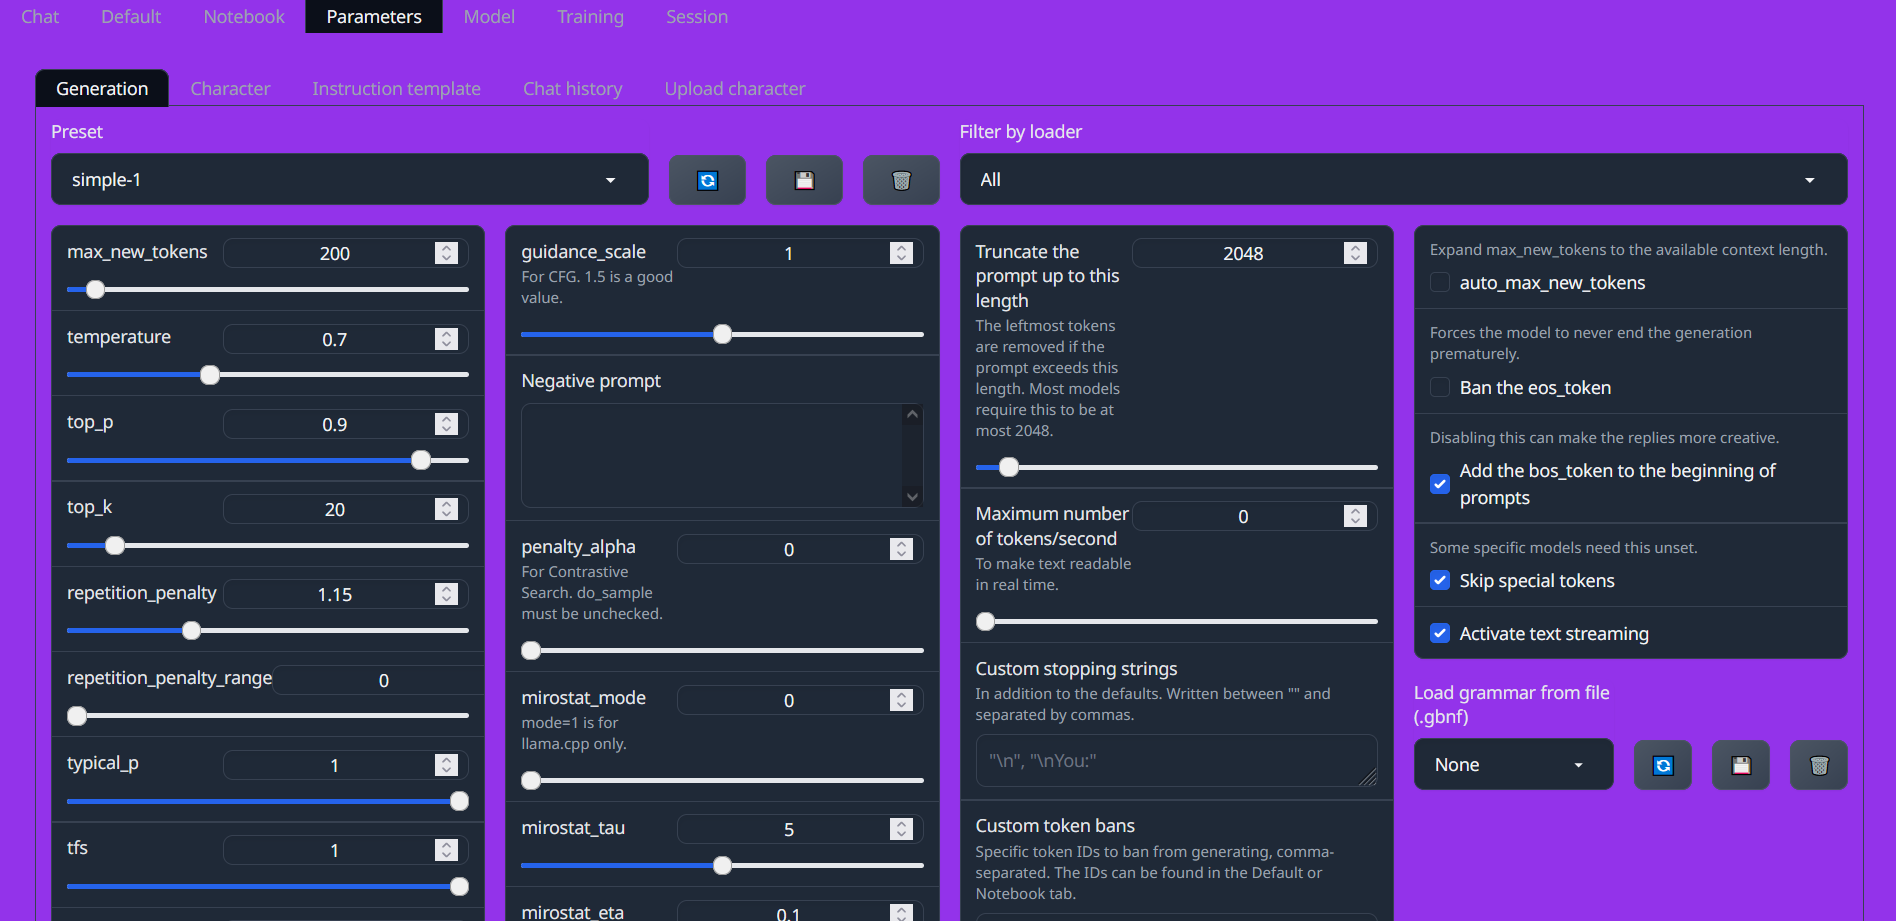 Chat Default Notebook Parameters Model Training Session
Generation Character Instruction template Chat history Upload character
Preset
simple-1
Filter by loader
All
max_new_tokens 200
temperature 0.7
top_p 0.9
top_k 20
repetition_penalty 1.15
repetition_penalty_range 0
typical_p 1
tfs 1
guidance_scale 1
For CFG. 1.5 is a good
value.
Negative prompt
penalty_alpha 0
For Contrastive
Search. do_sample
must be unchecked.
mirostat_mode 0
mode=1 is for
llama.cpp only.
mirostat_tau 5
mirostat_eta 0.1
Truncate the 2048
prompt up to this
length
The leftmost tokens
are removed if the
prompt exceeds this
length. Most models
require this to be at
most 2048.
Maximum number 0
of tokens/second
To make text readable
in real time.
Custom stopping strings
In addition to the defaults. Written between "" and
separated by commas.
"\n", "\nYou:"
Custom token bans
Specific token IDs to ban from generating, comma-
separated. The IDs can be found in the Default or
Notebook tab.
Expand max_new_tokens to the available context length.
auto_max_new_tokens
Forces the model to never end the generation
prematurely.
Ban the eos_token
Disabling this can make the replies more creative.
Add the bos_token to the beginning of
prompts
Some specific models need this unset.
Skip special tokens
Activate text streaming
Load grammar from file
(.gbnf)
None